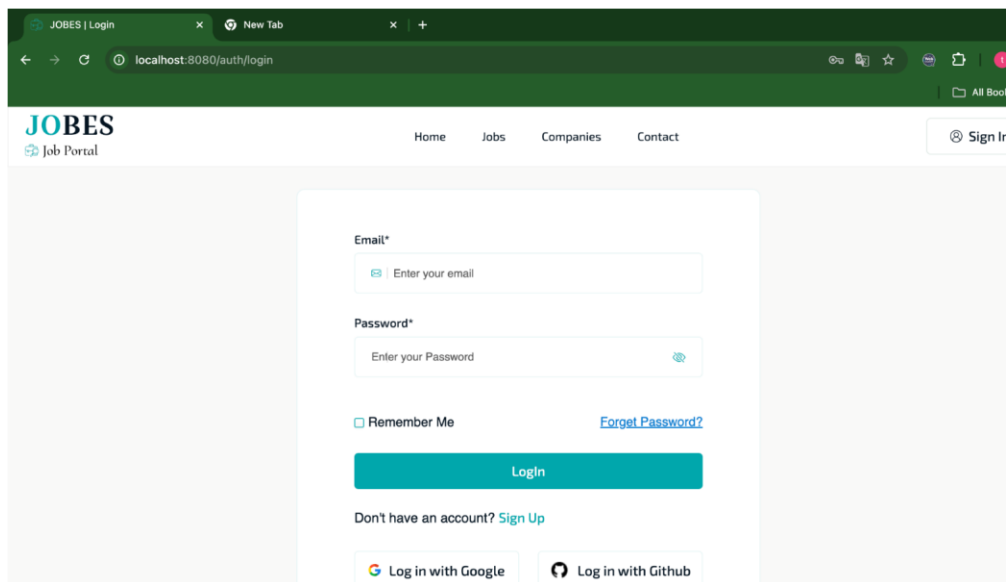 JOBES | Login
New Tab
localhost:8080/auth/login
All Boo
JOBES
Job Portal
Home Jobs Companies Contact
Sign In
Email*
Enter your email
Password*
Enter your Password
Remember Me Forget Password?
LogIn
Don't have an account? Sign Up
Log in with Google Log in with Github